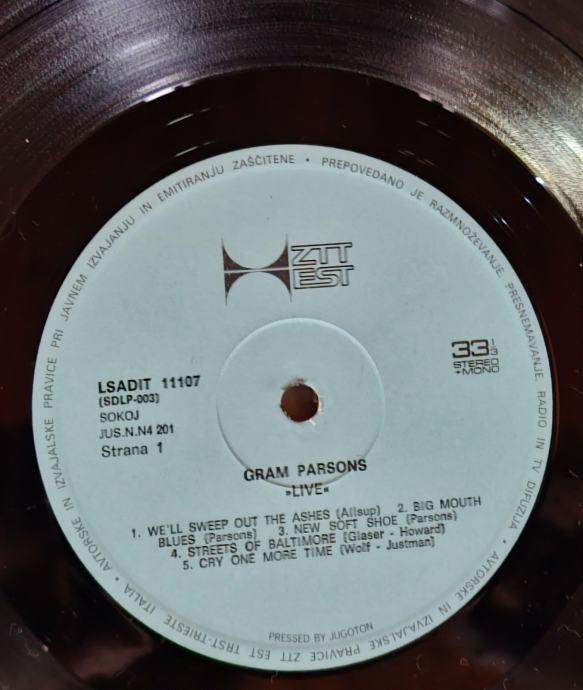 AVTORSKE IN IZVAJALSKE PRAVICE PRI JAVNEM IZVAJANJU IN EMITIRANJU ZAŠČITENE • PREPOVEDANO JE RAZMNOŽEVANJE PRESNEMAVANJE RADIO IN TV DIFUZIJA • AVTORSKE IN IZVAJALSKE PRAVICE ZTT EST TRST-TRIESTE ITALIA •
ZTT
EST
33 1/3
STEREO
+MONO
LSADIT 11107
(SDLP-003)
SOKOJ
JUS.N.N4 201
Strana 1
GRAM PARSONS
»LIVE«
1. WE'LL SWEEP OUT THE ASHES (Allsup) 2. BIG MOUTH
BLUES (Parsons) 3. NEW SOFT SHOE (Parsons)
4. STREETS OF BALTIMORE (Glaser - Howard)
5. CRY ONE MORE TIME (Wolf - Justman)
PRESSED BY JUGOTON